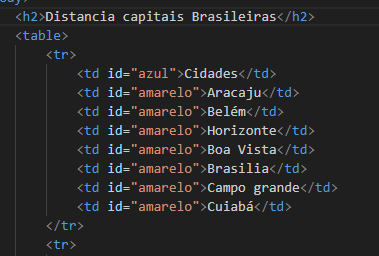 <h2>Distancia capitais Brasileiras</h2>
<table>
<tr>
<td id="azul">Cidades</td>
<td id="amarelo">Aracaju</td>
<td id="amarelo">Belém</td>
<td id="amarelo">Horizonte</td>
<td id="amarelo">Boa Vista</td>
<td id="amarelo">Brasilia</td>
<td id="amarelo">Campo grande</td>
<td id="amarelo">Cuiabá</td>
</tr>
<tr>